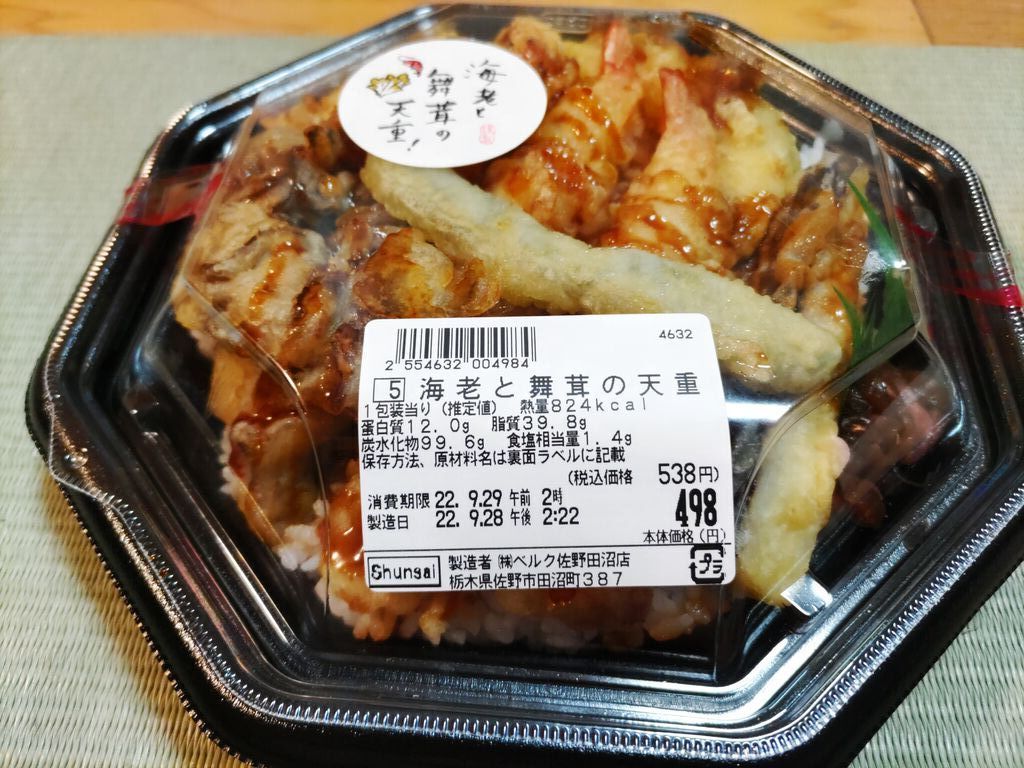 海老と
舞茸の
天重!
4632
2 554632 004984
5 海老と舞茸の天重
1包装当り(推定値) 熱量824kcal
蛋白質12.0g 脂質39.8g
炭水化物99.6g 食塩相当量1.4g
保存方法、原材料名は裏面ラベルに記載
(税込価格 538円)
消費期限 22. 9.29 午前 2時
498
製造日 22. 9.28 午後 2:22
本体価格(円)
プラ
Shungai 製造者 ㈱ベルク佐野田沼店
栃木県佐野市田沼町387